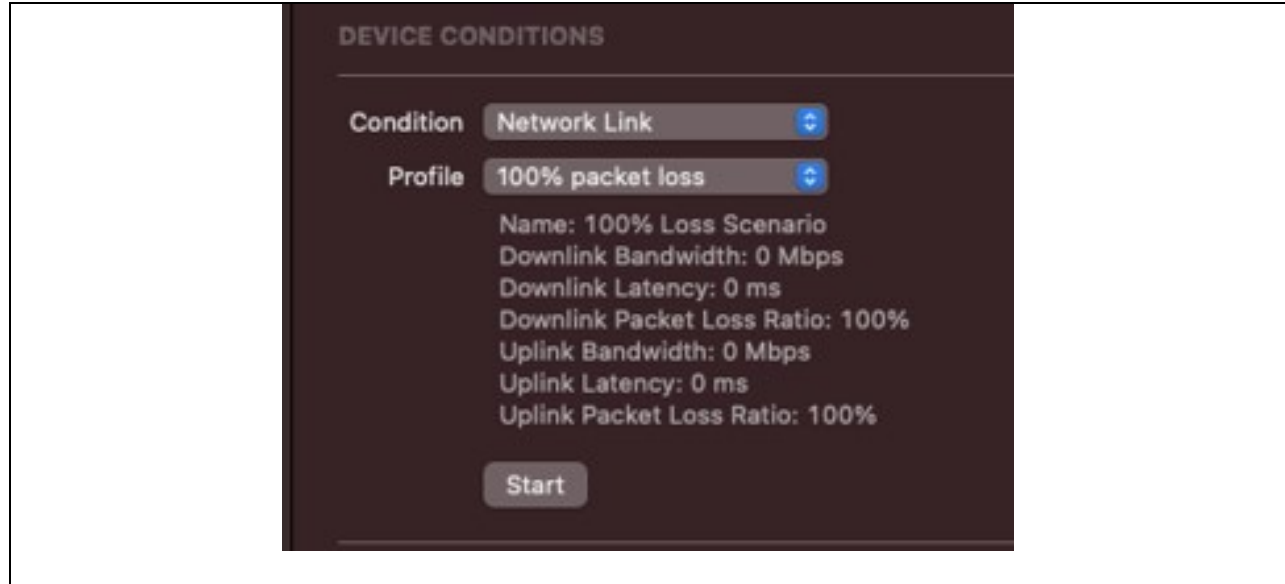 DEVICE CONDITIONS
Condition Network Link
Profile 100% packet loss
Name: 100% Loss Scenario
Downlink Bandwidth: 0 Mbps
Downlink Latency: 0 ms
Downlink Packet Loss Ratio: 100%
Uplink Bandwidth: 0 Mbps
Uplink Latency: 0 ms
Uplink Packet Loss Ratio: 100%
Start